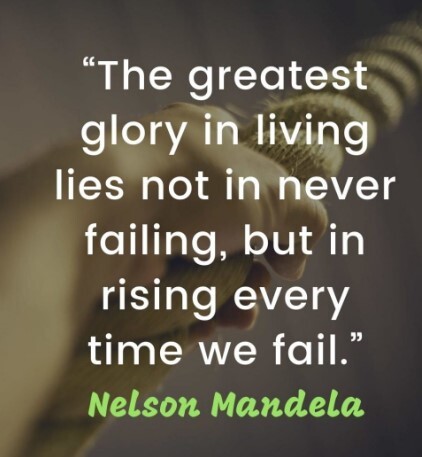 “The greatest
glory in living
lies not in never
failing, but in
rising every
time we fail.”
Nelson Mandela